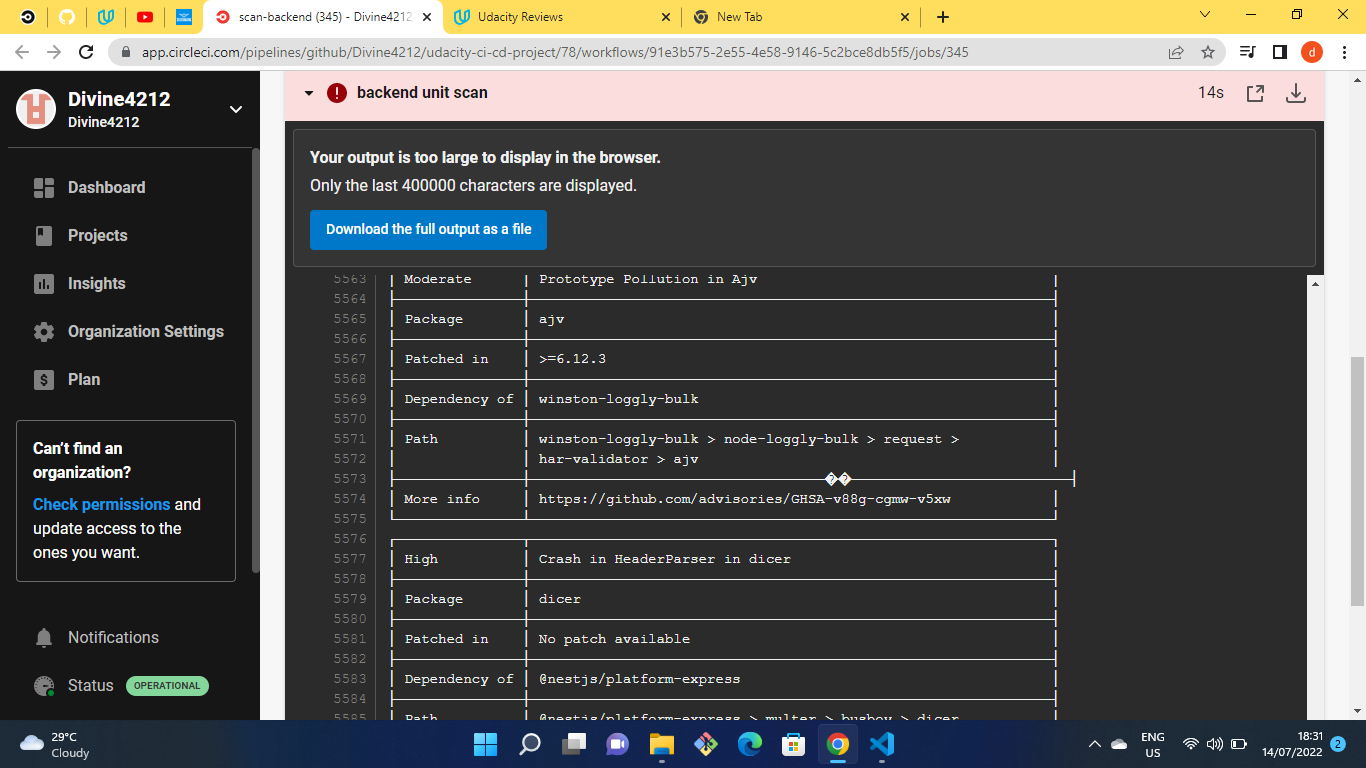 scan-backend (345) - Divine4212
Udacity Reviews
New Tab
app.circleci.com/pipelines/github/Divine4212/udacity-ci-cd-project/78/workflows/91e3b575-2e55-4e58-9146-5c2bce8db5f5/jobs/345
d
Divine4212
Divine4212
Dashboard
Projects
Insights
Organization Settings
Plan
Can't find an
organization?
Check permissions and
update access to the
ones you want.
Notifications
Status OPERATIONAL
backend unit scan 14s
Your output is too large to display in the browser.
Only the last 400000 characters are displayed.
Download the full output as a file
5563 Moderate Prototype Pollution in Ajv
5564
5565 Package ajv
5566
5567 Patched in >=6.12.3
5568
5569 Dependency of winston-loggly-bulk
5570
5571 Path winston-loggly-bulk > node-loggly-bulk > request >
5572 har-validator > ajv
5573 ��
5574 More info https://github.com/advisories/GHSA-v88g-cgmw-v5xw
5575
5576
5577 High Crash in HeaderParser in dicer
5578
5579 Package dicer
5580
5581 Patched in No patch available
5582
5583 Dependency of @nestjs/platform-express
5584
5585 Path @nestjs/platform-express > multer > busboy > dicer
29°C
Cloudy
ENG
US
18:31
14/07/2022
2